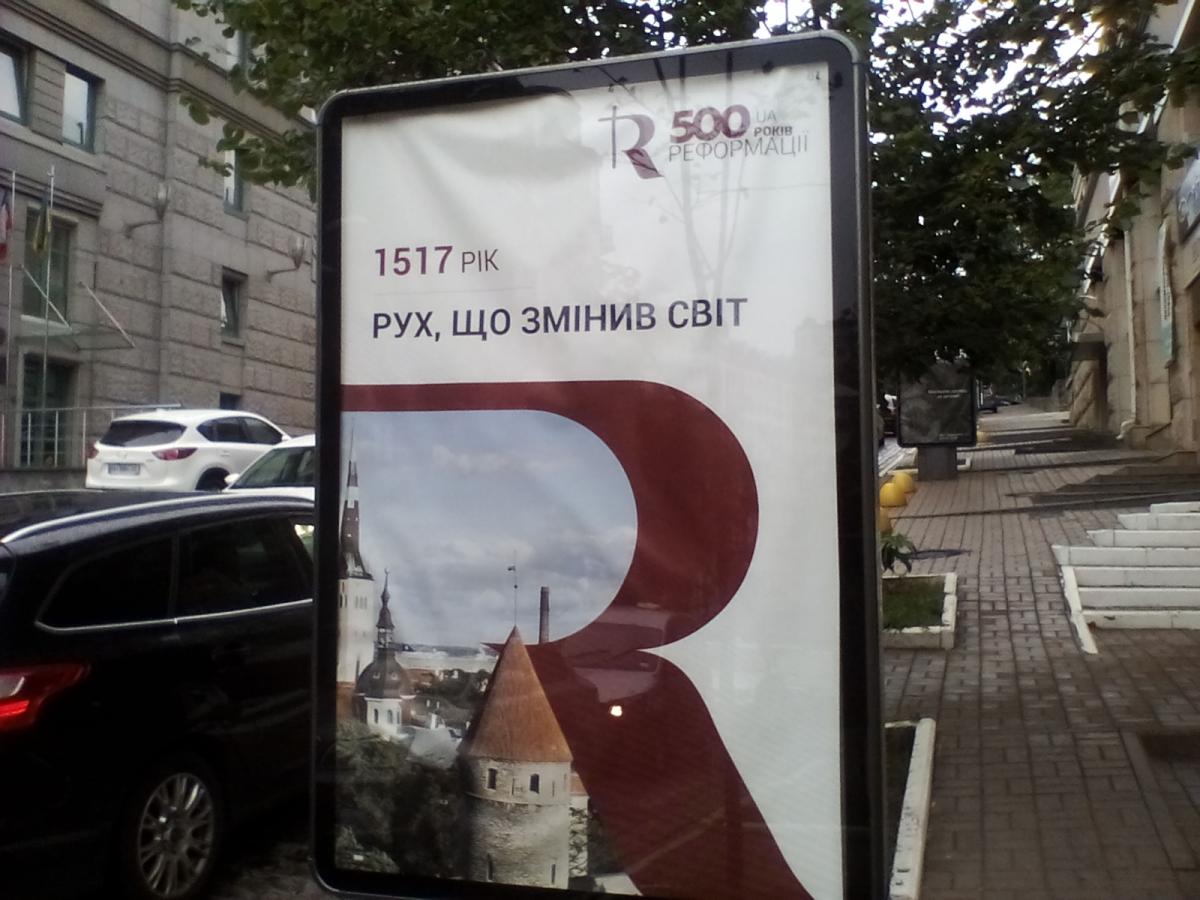 500 UA
РОКІВ
РЕФОРМАЦІЇ
1517 РІК
РУХ, ЩО ЗМІНИВ СВІТ